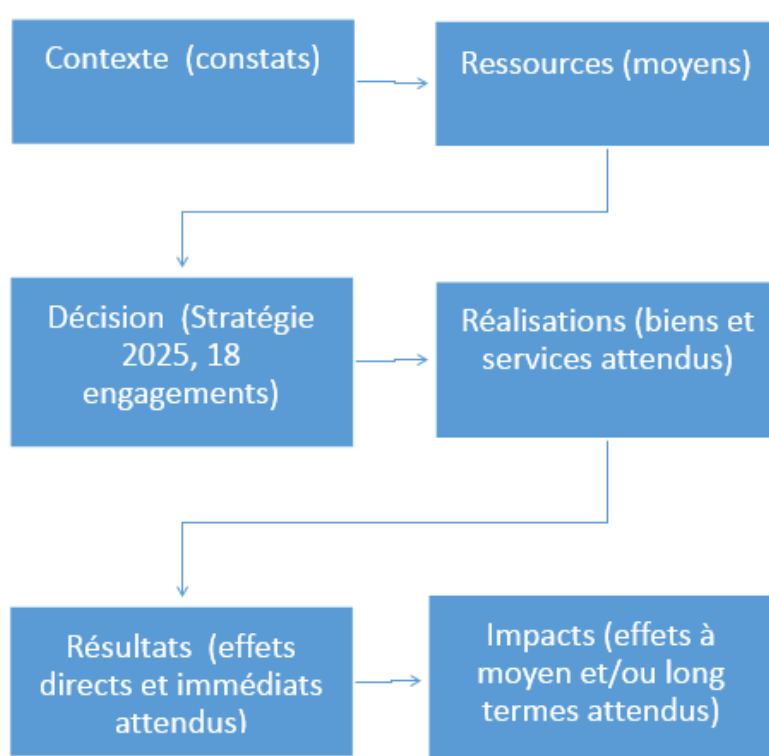 Contexte (constats)
Ressources (moyens)
Décision (Stratégie
2025, 18
engagements)
Réalisations (biens et
services attendus)
Résultats (effets
directs et immédiats
attendus)
Impacts (effets à
moyen et/ou long
termes attendus)